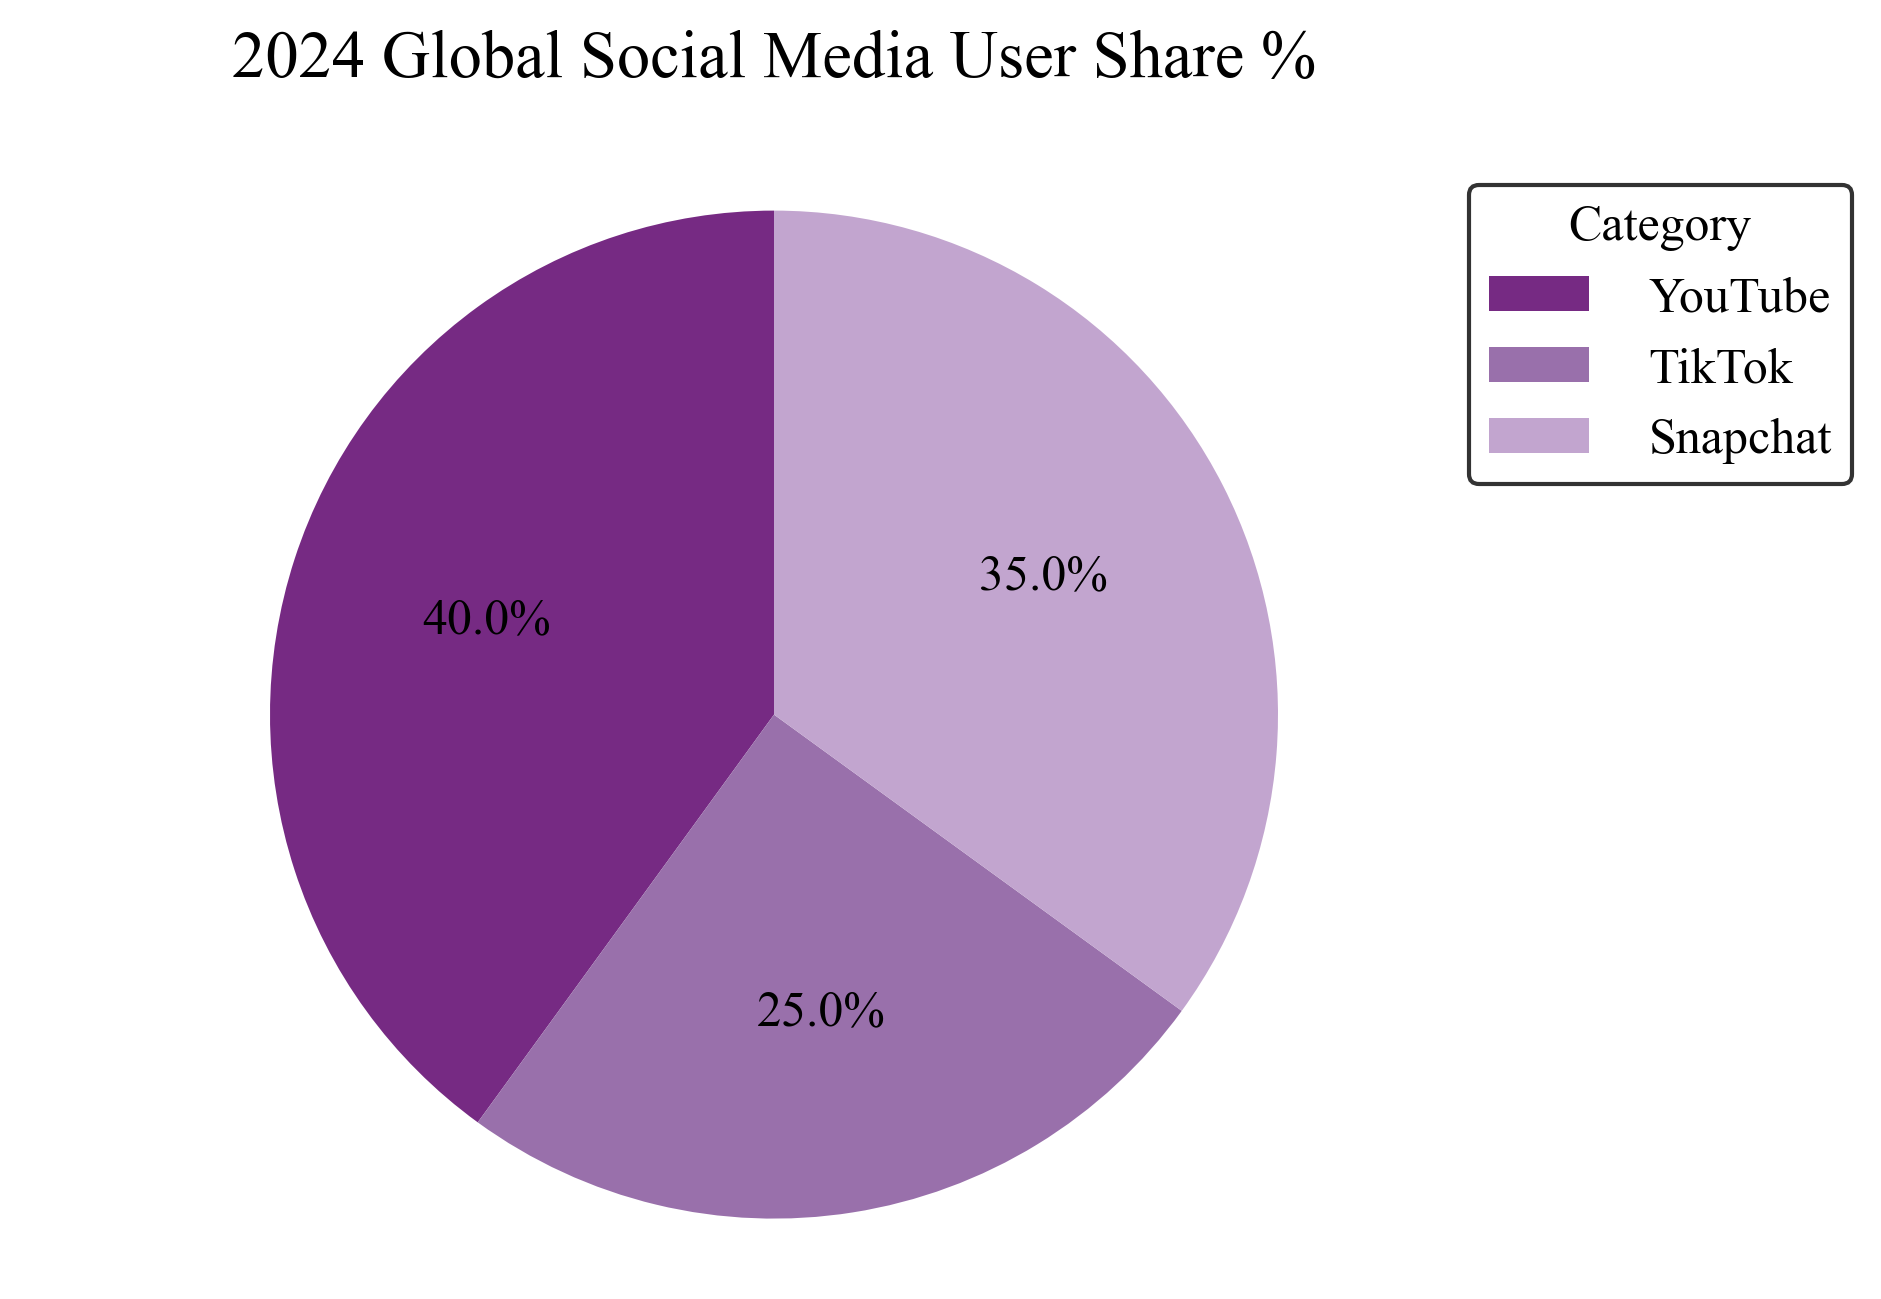 2024 Global Social Media User Share %
Category
YouTube
TikTok
Snapchat
35.0%
40.0%
25.0%